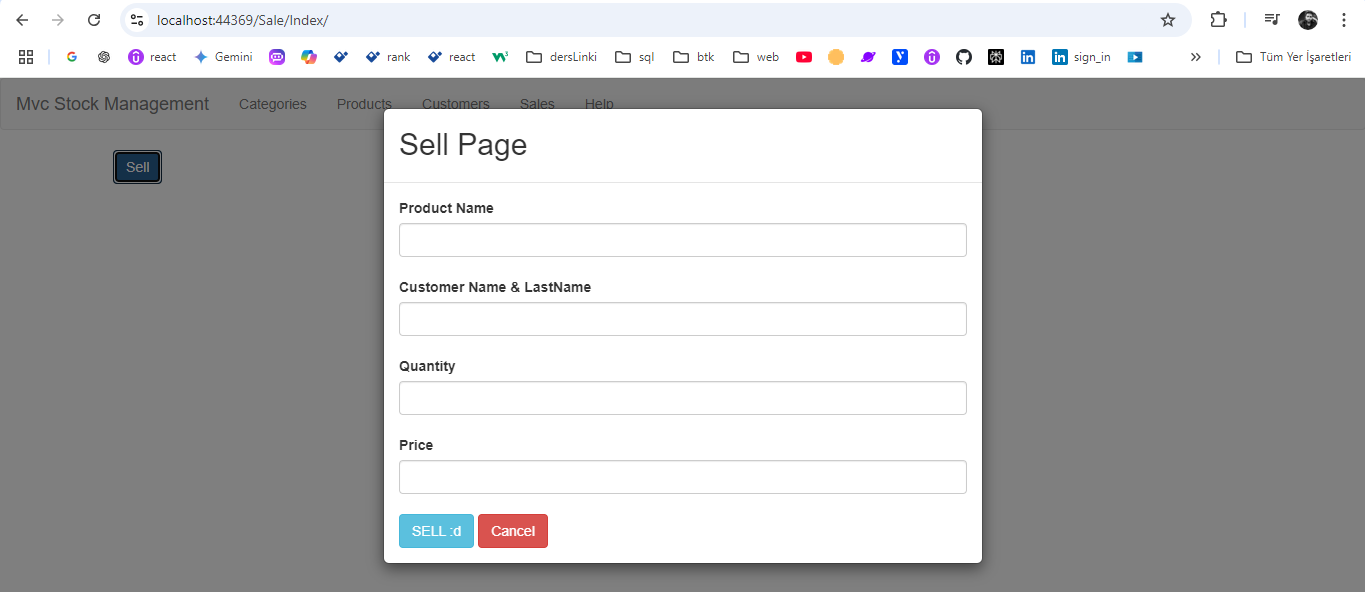 localhost:44369/Sale/Index/
react Gemini rank react dersLinki sql btk web sign_in Tüm Yer İşaretleri
Mvc Stock Management Categories Products Customers Sales Help
Sell
Sell Page
Product Name
Customer Name & LastName
Quantity
Price
SELL :d Cancel